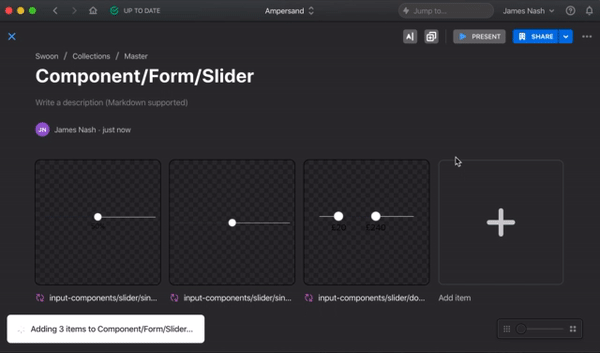 UP TO DATE
Ampersand
Jump to...
James Nash
PRESENT
SHARE
Swoon / Collections / Master
Component/Form/Slider
Write a description (Markdown supported)
JN
James Nash - just now
£20 £240
input-components/slider/sin...
input-components/slider/sin...
input-components/slider/do...
Add item
Adding 3 items to Component/Form/Slider...